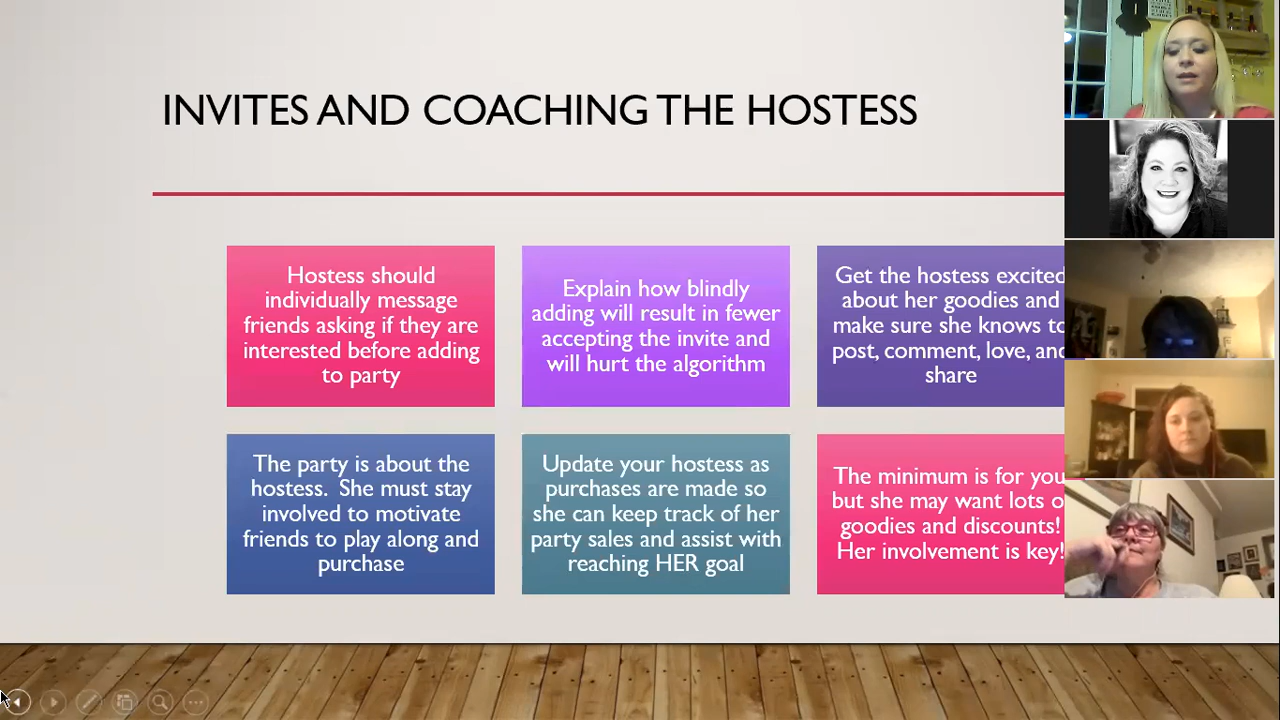 INVITES AND COACHING THE HOSTESS
Hostess should
individually message
friends asking if they are
interested before adding
to party
Explain how blindly
adding will result in fewer
accepting the invite and
will hurt the algorithm
Get the hostess excited
about her goodies and
make sure she knows to
post, comment, love, and
share
The party is about the
hostess. She must stay
involved to motivate
friends to play along and
purchase
Update your hostess as
purchases are made so
she can keep track of her
party sales and assist with
reaching HER goal
The minimum is for you
but she may want lots o
goodies and discounts!
Her involvement is key!